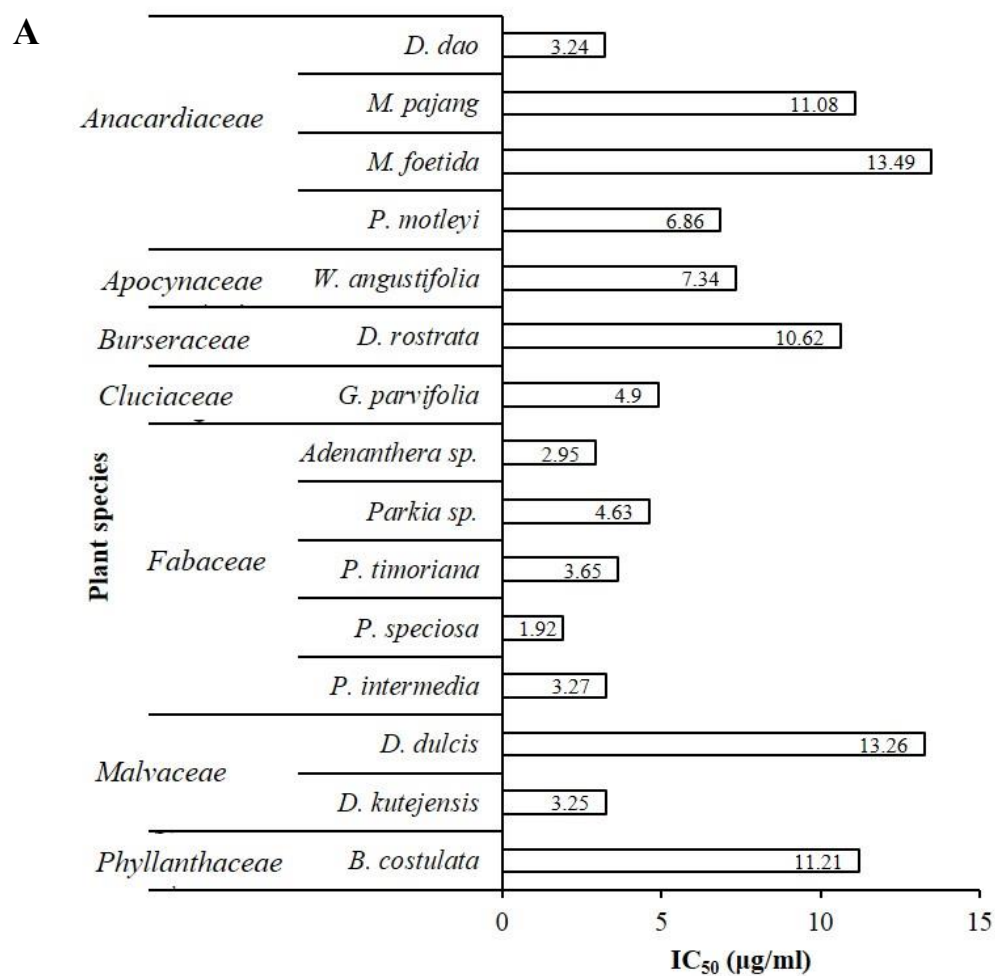 A
D. dao 3.24
Anacardiaceae
M. pajang 11.08
M. foetida 13.49
P. motleyi 6.86
Apocynaceae W. angustifolia 7.34
Burseraceae D. rostrata 10.62
Cluciaceae G. parvifolia 4.9
Plant species
Fabaceae
Adenanthera sp. 2.95
Parkia sp. 4.63
P. timoriana 3.65
P. speciosa 1.92
P. intermedia 3.27
Malvaceae
D. dulcis 13.26
D. kutejensis 3.25
Phyllanthaceae B. costulata 11.21
0 5 10 15
IC50 (µg/ml)